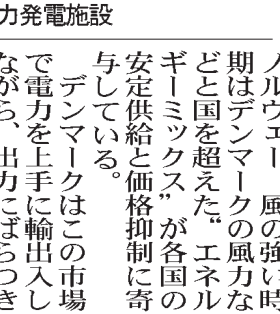 力発電施設
ノルウェー、風の強い時
期はデンマークの風力な
どと国を超えた“エネル
ギーミックス”が各国の
安定供給と価格抑制に寄
与している。
デンマークはこの市場
で電力を上手に輸出入し
ながら、出力にばらつき